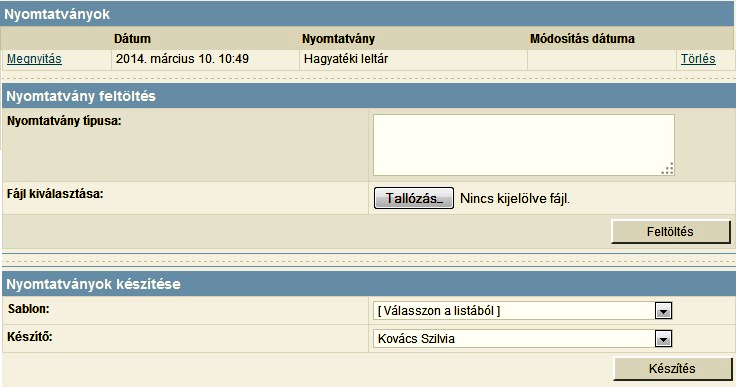 Nyomtatványok
Dátum Nyomtatvány Módosítás dátuma
Megnyitás 2014. március 10. 10:49 Hagyatéki leltár Törlés
Nyomtatvány feltöltés
Nyomtatvány típusa:
Fájl kiválasztása: Tallózás... Nincs kijelölve fájl.
Feltöltés
Nyomtatványok készítése
Sablon: [ Válasszon a listából ]
Készítő: Kovács Szilvia
Készítés